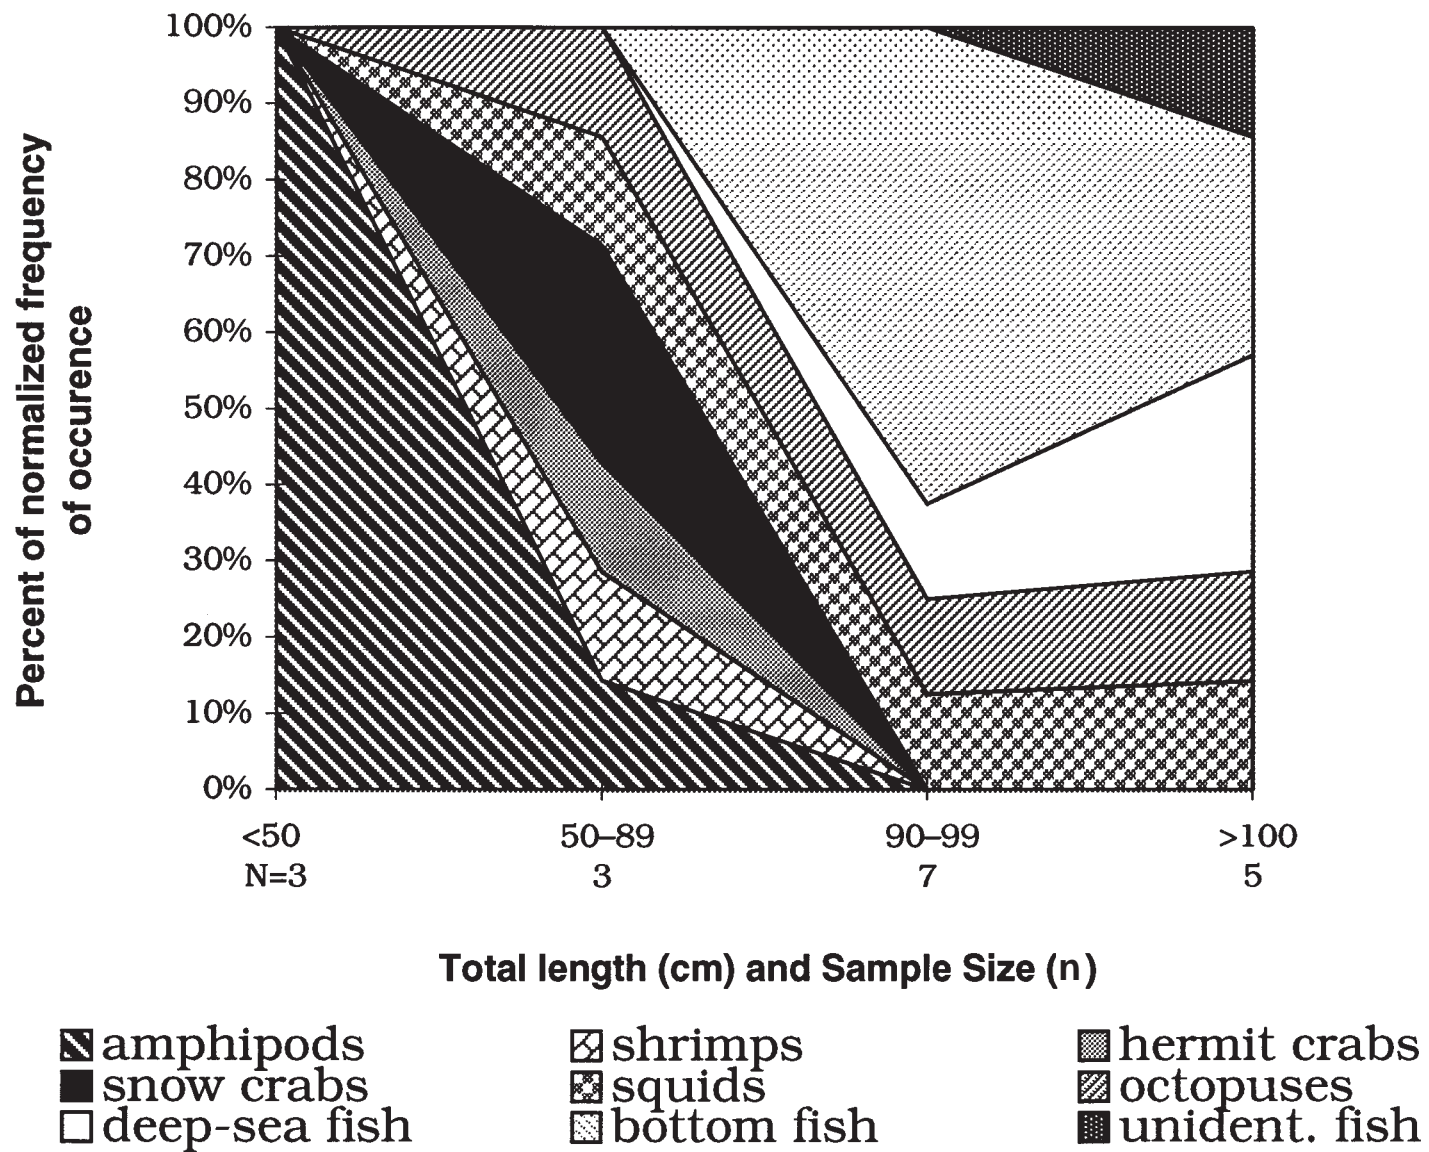 Percent of normalized frequency
of occurence
100%
90%
80%
70%
60%
50%
40%
30%
20%
10%
0%
<50 50–89 90–99 >100
N=3 3 7 5
Total length (cm) and Sample Size (n)
amphipods shrimps hermit crabs
snow crabs squids octopuses
deep-sea fish bottom fish unident. fish